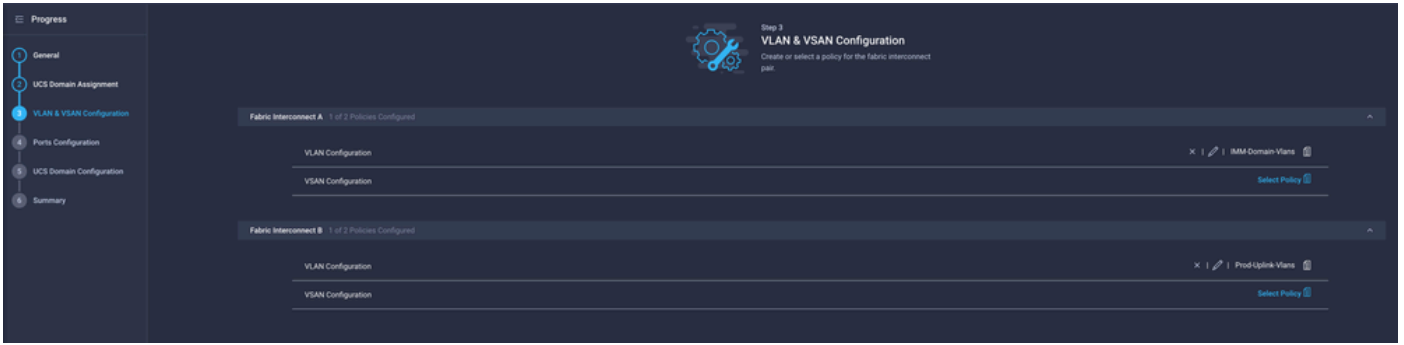 Progress
1 General
2 UCS Domain Assignment
3 VLAN & VSAN Configuration
4 Ports Configuration
5 UCS Domain Configuration
6 Summary
Step 3
VLAN & VSAN Configuration
Create or select a policy for the fabric interconnect
pair.
Fabric Interconnect A 1 of 2 Policies Configured
VLAN Configuration × | | IMM-Domain-Vlans
VSAN Configuration Select Policy
Fabric Interconnect B 1 of 2 Policies Configured
VLAN Configuration × | | Prod-Uplink-Vlans
VSAN Configuration Select Policy